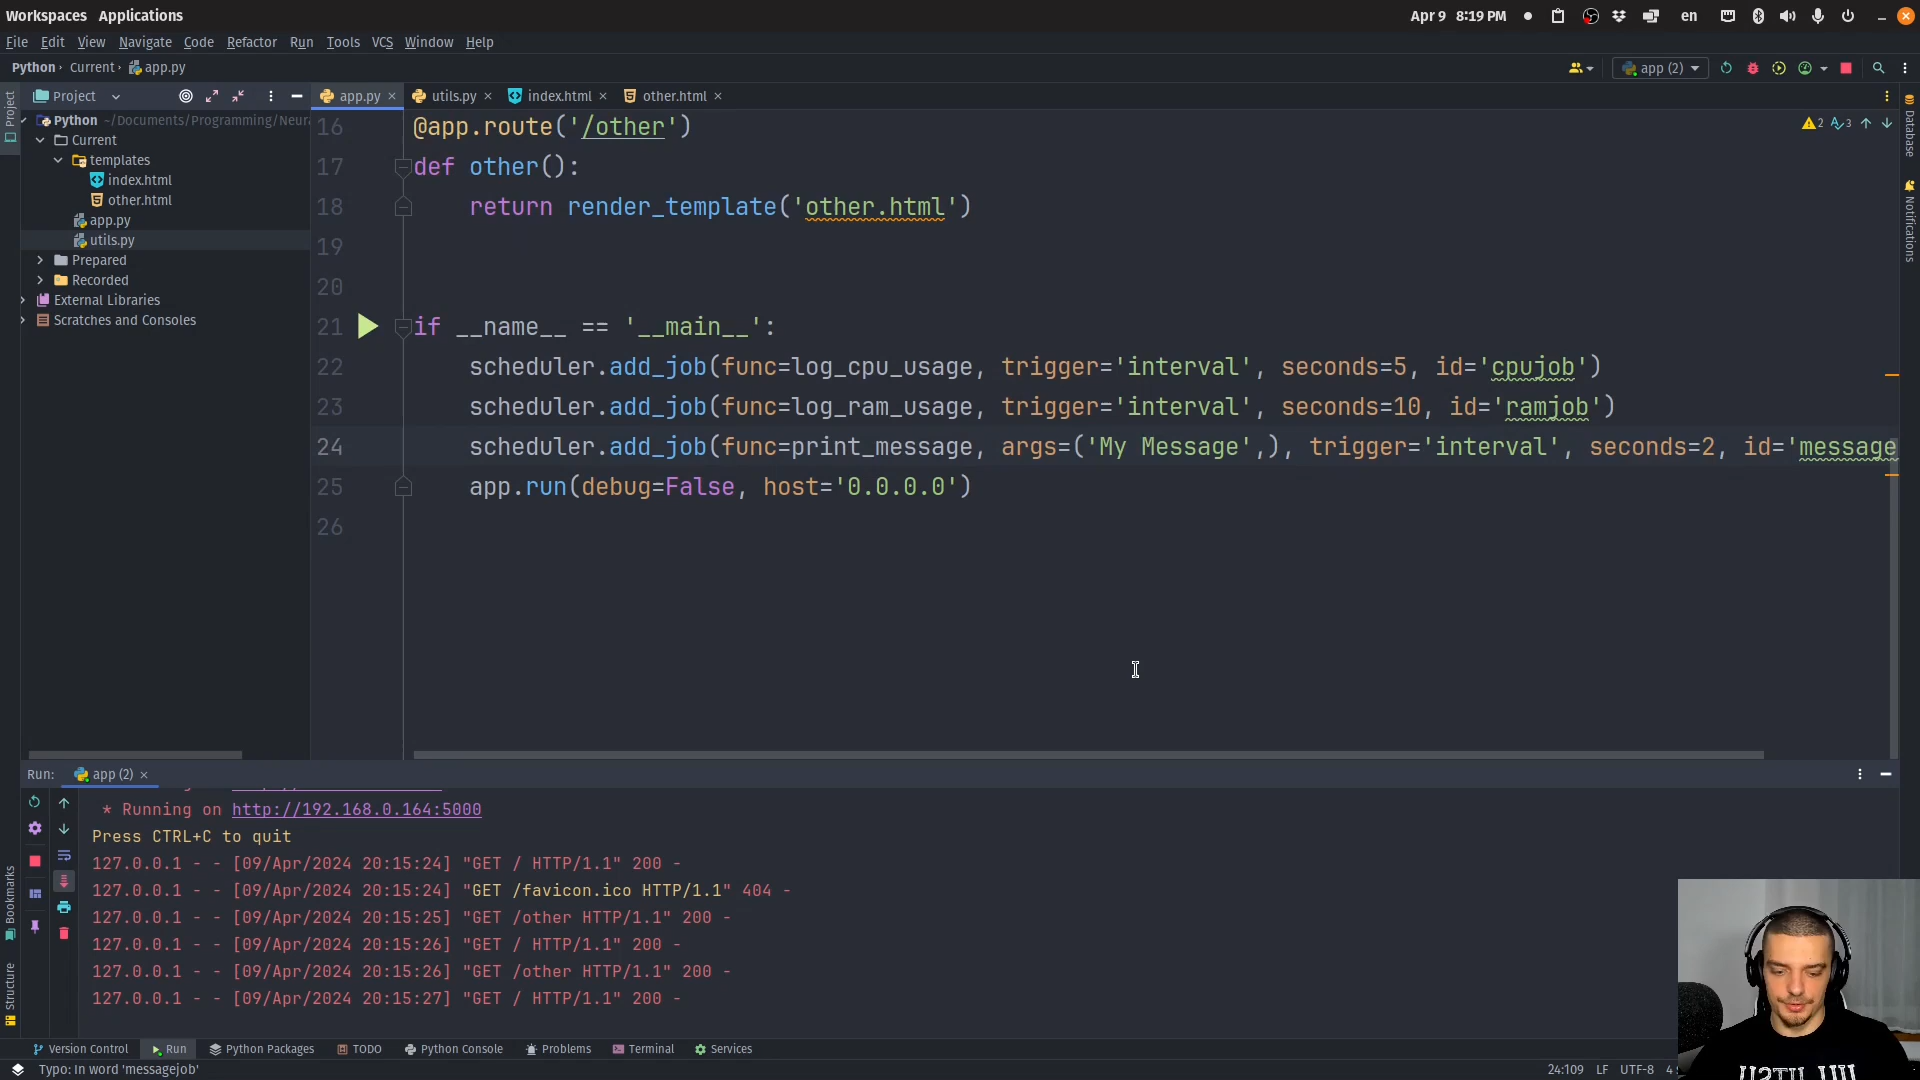 Workspaces Applications
Apr 9 8:19 PM
en
File Edit View Navigate Code Refactor Run Tools VCS Window Help
Python Current app.py
app (2)
Project
app.py
utils.py
index.html
other.html
Python ~/Documents/Programming/Neura
Current
templates
index.html
other.html
app.py
utils.py
Prepared
Recorded
External Libraries
Scratches and Consoles
2 3
16 @app.route('/other')
17 def other():
18 return render_template('other.html')
19
20
21 if __name__ == '__main__':
22 scheduler.add_job(func=log_cpu_usage, trigger='interval', seconds=5, id='cpujob')
23 scheduler.add_job(func=log_ram_usage, trigger='interval', seconds=10, id='ramjob')
24 scheduler.add_job(func=print_message, args=('My Message',), trigger='interval', seconds=2, id='message
25 app.run(debug=False, host='0.0.0.0')
26
Project
Database
Notifications
Bookmarks
Structure
Run: app (2)
* Running on http://192.168.0.164:5000
Press CTRL+C to quit
127.0.0.1 - - [09/Apr/2024 20:15:24] "GET / HTTP/1.1" 200 -
127.0.0.1 - - [09/Apr/2024 20:15:24] "GET /favicon.ico HTTP/1.1" 404 -
127.0.0.1 - - [09/Apr/2024 20:15:25] "GET /other HTTP/1.1" 200 -
127.0.0.1 - - [09/Apr/2024 20:15:26] "GET / HTTP/1.1" 200 -
127.0.0.1 - - [09/Apr/2024 20:15:26] "GET /other HTTP/1.1" 200 -
127.0.0.1 - - [09/Apr/2024 20:15:27] "GET / HTTP/1.1" 200 -
Version Control Run Python Packages TODO Python Console Problems Terminal Services
Typo: In word 'messagejob'
24:109 LF UTF-8 4